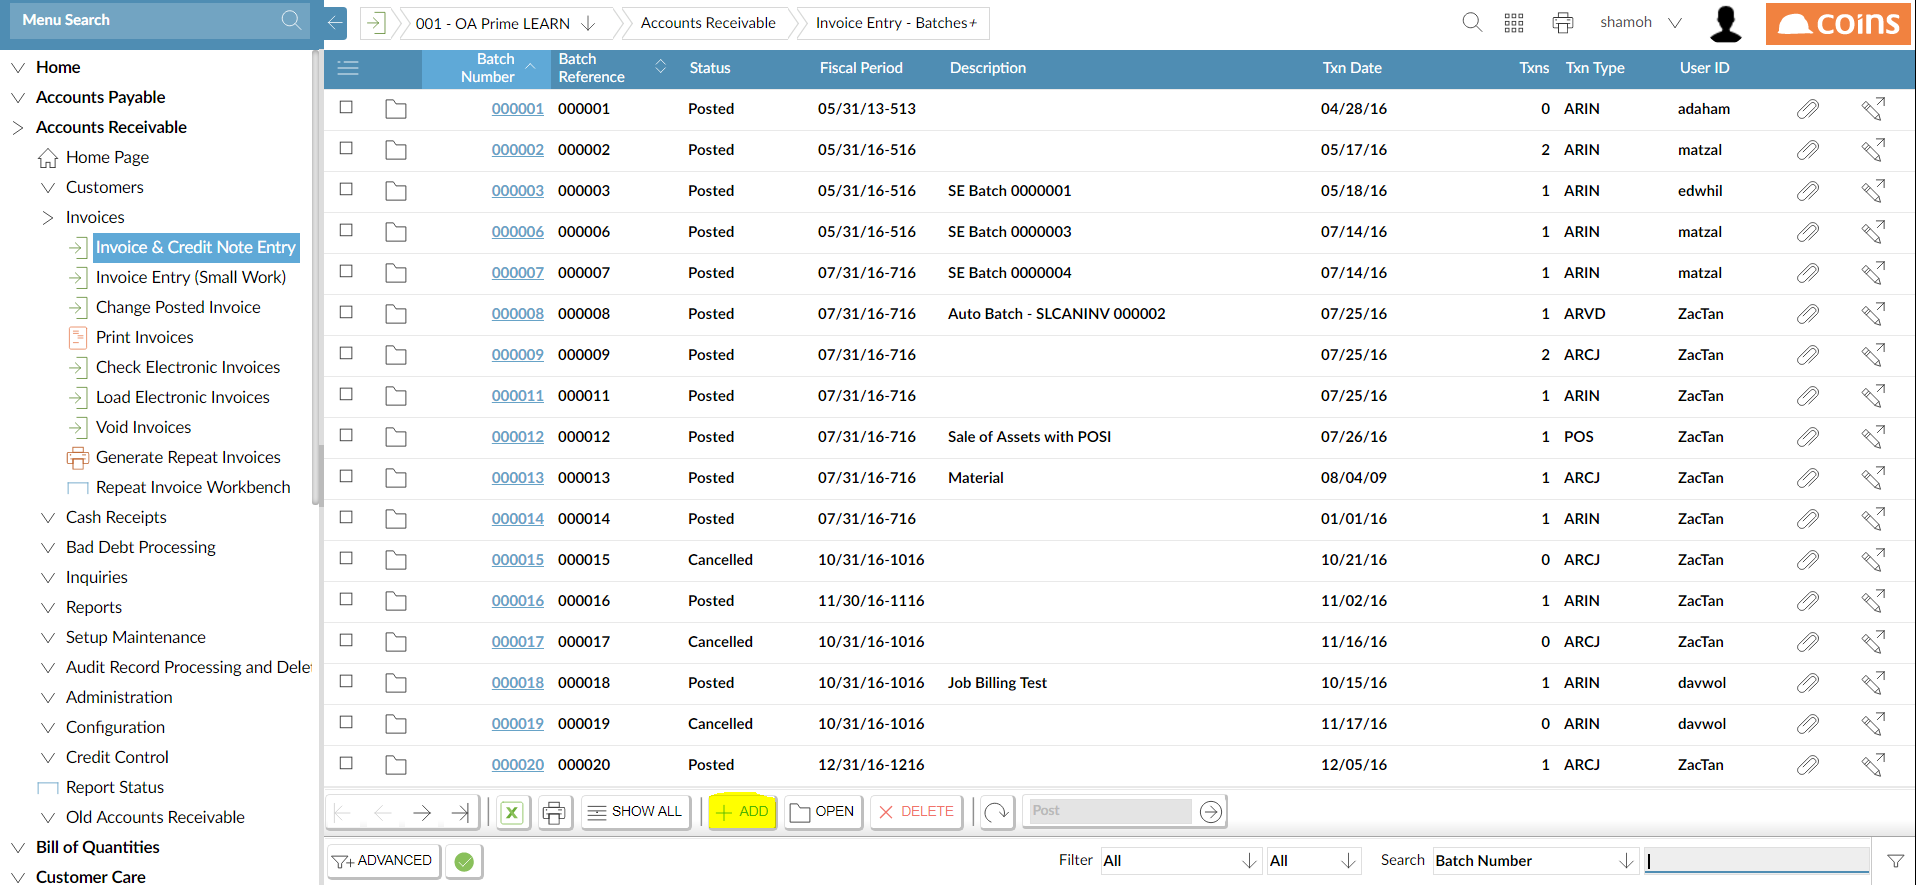 Menu Search
001 - OA Prime LEARN
Accounts Receivable
Invoice Entry - Batches+
shamoh
coins
Home
Accounts Payable
Accounts Receivable
Home Page
Customers
Invoices
Invoice & Credit Note Entry
Invoice Entry (Small Work)
Change Posted Invoice
Print Invoices
Check Electronic Invoices
Load Electronic Invoices
Void Invoices
Generate Repeat Invoices
Repeat Invoice Workbench
Cash Receipts
Bad Debt Processing
Inquiries
Reports
Setup Maintenance
Audit Record Processing and Delet
Administration
Configuration
Credit Control
Report Status
Old Accounts Receivable
Bill of Quantities
Customer Care
Batch Number Batch Reference Status Fiscal Period Description Txn Date Txns Txn Type User ID
000001 000001 Posted 05/31/13-513 04/28/16 0 ARIN adaham
000002 000002 Posted 05/31/16-516 05/17/16 2 ARIN matzal
000003 000003 Posted 05/31/16-516 SE Batch 0000001 05/18/16 1 ARIN edwhil
000006 000006 Posted 05/31/16-516 SE Batch 0000003 07/14/16 1 ARIN matzal
000007 000007 Posted 07/31/16-716 SE Batch 0000004 07/14/16 1 ARIN matzal
000008 000008 Posted 07/31/16-716 Auto Batch - SLCANINV 000002 07/25/16 1 ARVD ZacTan
000009 000009 Posted 07/31/16-716 07/25/16 2 ARCJ ZacTan
000011 000011 Posted 07/31/16-716 07/25/16 1 ARIN ZacTan
000012 000012 Posted 07/31/16-716 Sale of Assets with POSI 07/26/16 1 POS ZacTan
000013 000013 Posted 07/31/16-716 Material 08/04/09 1 ARCJ ZacTan
000014 000014 Posted 07/31/16-716 01/01/16 1 ARIN ZacTan
000015 000015 Cancelled 10/31/16-1016 10/21/16 0 ARCJ ZacTan
000016 000016 Posted 11/30/16-1116 11/02/16 1 ARIN ZacTan
000017 000017 Cancelled 10/31/16-1016 11/16/16 0 ARCJ ZacTan
000018 000018 Posted 10/31/16-1016 Job Billing Test 10/15/16 1 ARIN davwol
000019 000019 Cancelled 10/31/16-1016 11/17/16 0 ARIN davwol
000020 000020 Posted 12/31/16-1216 12/05/16 1 ARCJ ZacTan
SHOW ALL
ADD
OPEN
DELETE
Post
ADVANCED
Filter All All Search Batch Number